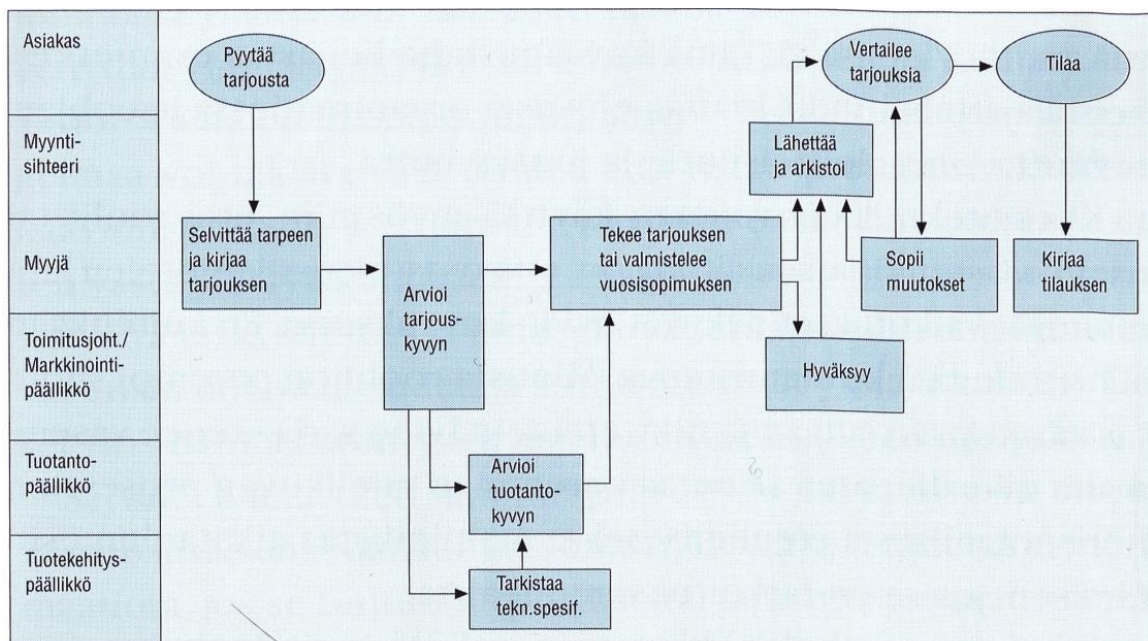 Asiakas
Pyytää
tarjousta
Vertailee
tarjouksia
Tilaa
Myynti-
sihteeri
Lähettää
ja arkistoi
Myyjä
Selvittää tarpeen
ja kirjaa
tarjouksen
Arvioi
tarjous-
kyvyn
Tekee tarjouksen
tai valmistelee
vuosisopimuksen
Sopii
muutokset
Kirjaa
tilauksen
Toimitusjoht./
Markkinointi-
päällikkö
Hyväksyy
Tuotanto-
päällikkö
Arvioi
tuotanto-
kyvyn
Tuotekehitys-
päällikkö
Tarkistaa
tekn.spesif.